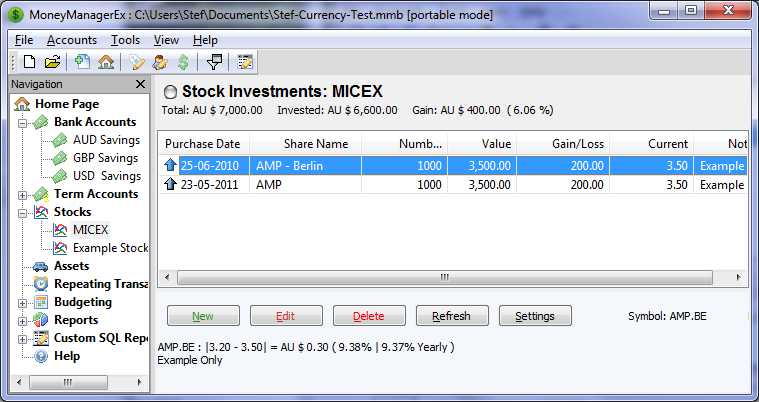 MoneyManagerEx : C:\Users\Stef\Documents\Stef-Currency-Test.mmb [portable mode]
File Accounts Tools View Help
Navigation
Home Page
Bank Accounts
AUD Savings
GBP Savings
USD Savings
Term Accounts
Stocks
MICEX
Example Stock
Assets
Repeating Transa
Budgeting
Reports
Custom SQL Repo
Help
Stock Investments: MICEX
Total: AU $ 7,000.00 Invested: AU $ 6,600.00 Gain: AU $ 400.00 ( 6.06 %)
Purchase Date Share Name Numb... Value Gain/Loss Current Not
25-06-2010 AMP - Berlin 1000 3,500.00 200.00 3.50 Example
23-05-2011 AMP 1000 3,500.00 200.00 3.50 Example
New Edit Delete Refresh Settings Symbol: AMP.BE
AMP.BE : |3.20 - 3.50| = AU $ 0.30 ( 9.38% | 9.37% Yearly )
Example Only